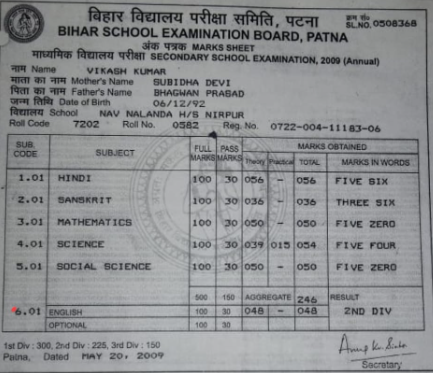 बिहार विद्यालय परीक्षा समिति, पटना
क्रम सं०
SL.NO. 0508368
BIHAR SCHOOL EXAMINATION BOARD, PATNA
अंक पत्रक MARKS SHEET
माध्यमिक विद्यालय परीक्षा SECONDARY SCHOOL EXAMINATION, 2009 (Annual)
नाम Name VIKASH KUMAR
माता का नाम Mother's Name SUBIDHA DEVI
पिता का नाम Father's Name BHAGWAN PRASAD
जन्म तिथि Date of Birth 06/12/92
विद्यालय School NAV NALANDA H/S NIRPUR
Roll Code 7202 Roll No. 0582 Reg. No. 0722-004-11183-06
SUB. CODE SUBJECT FULL MARKS PASS MARKS MARKS OBTAINED
Theory Practical TOTAL MARKS IN WORDS
1.01 HINDI 100 30 056 - 056 FIVE SIX
2.01 SANSKRIT 100 30 036 - 036 THREE SIX
3.01 MATHEMATICS 100 30 050 - 050 FIVE ZERO
4.01 SCIENCE 100 30 039 015 054 FIVE FOUR
5.01 SOCIAL SCIENCE 100 30 050 - 050 FIVE ZERO
500 150 AGGREGATE 246 RESULT
6.01 ENGLISH 100 30 048 - 048 2ND DIV
OPTIONAL 100 30
1st Div : 300, 2nd Div : 225, 3rd Div : 150
Patna, Dated MAY 20, 2009
Secretary